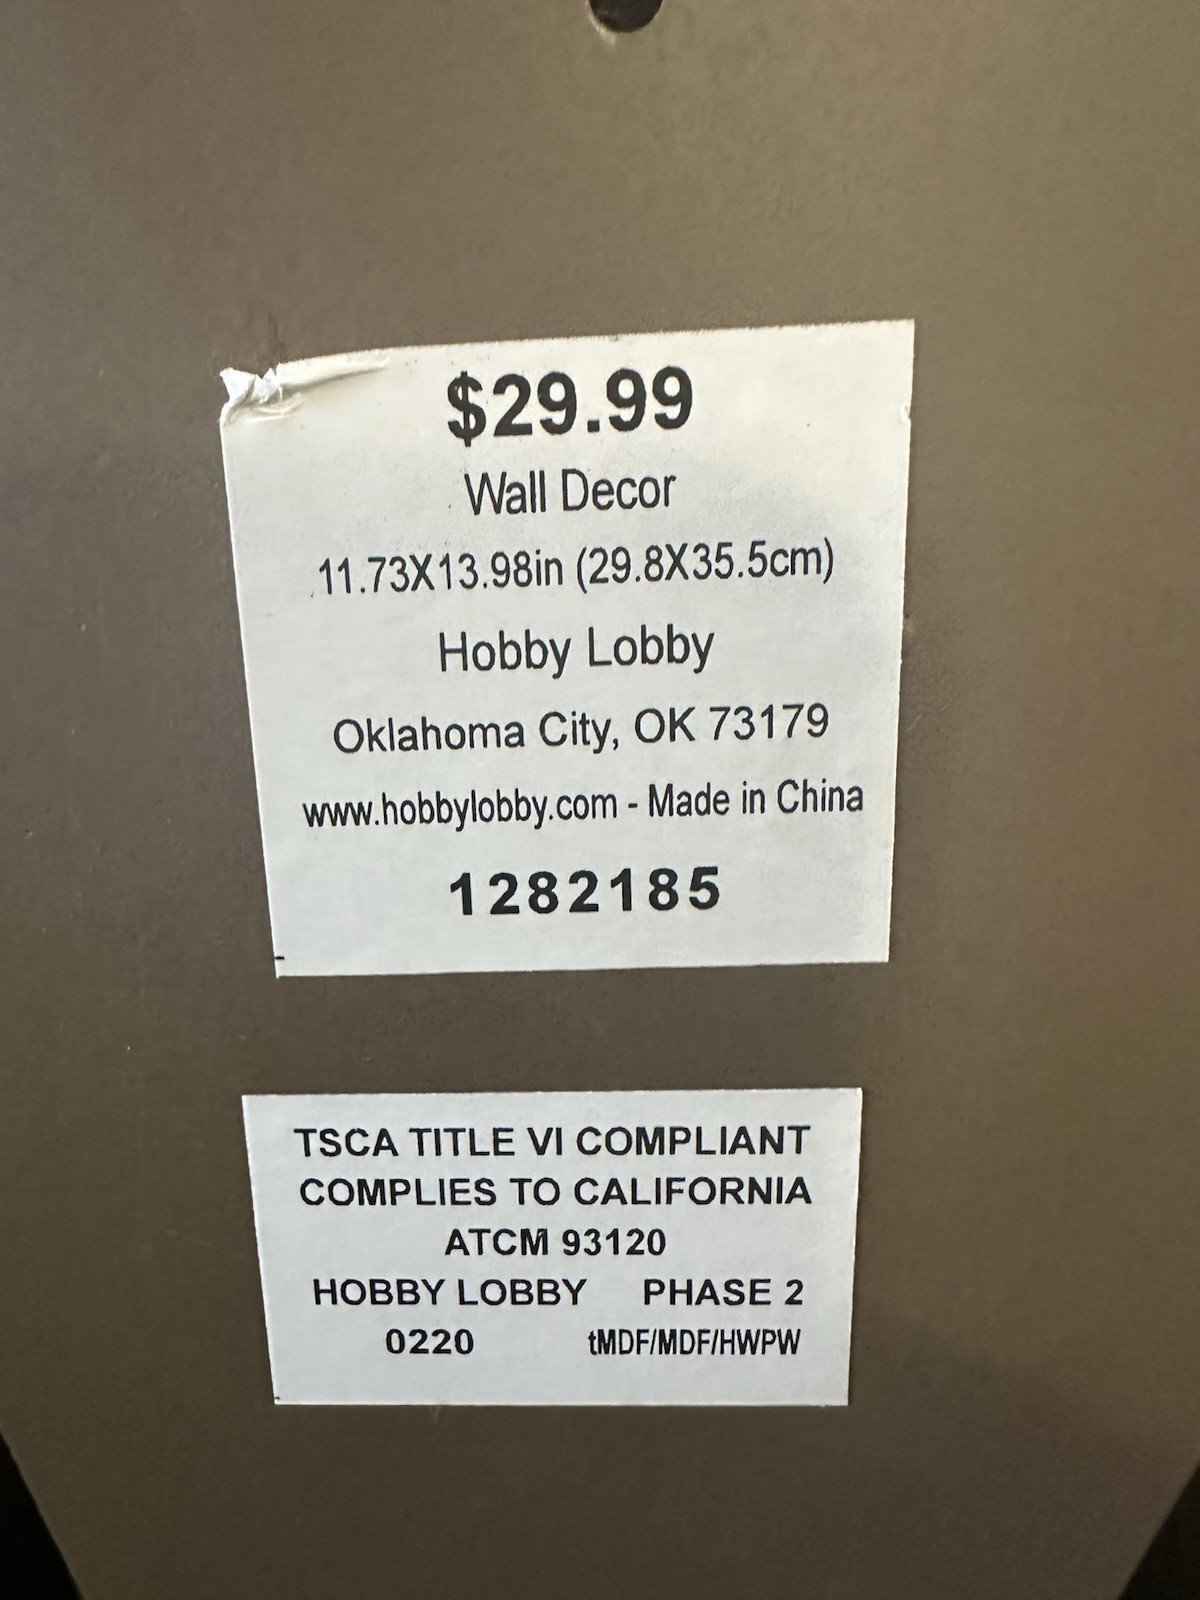 $29.99
Wall Decor
11.73X13.98in (29.8X35.5cm)
Hobby Lobby
Oklahoma City, OK 73179
www.hobbylobby.com - Made in China
1282185
TSCA TITLE VI COMPLIANT
COMPLIES TO CALIFORNIA
ATCM 93120
HOBBY LOBBY PHASE 2
0220 tMDF/MDF/HWPW